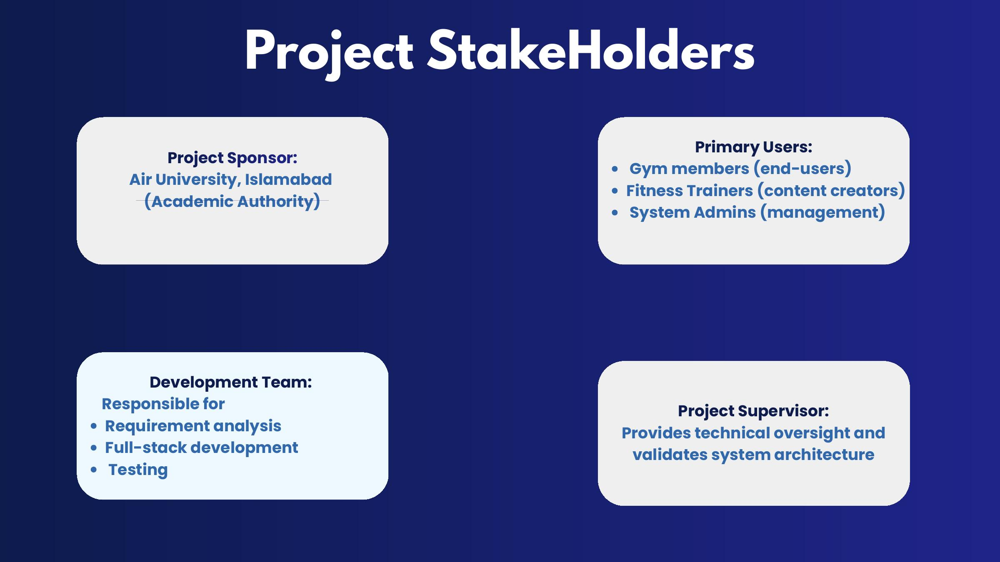 Project StakeHolders
Project Sponsor:
Air University, Islamabad
(Academic Authority)
Primary Users:
• Gym members (end-users)
• Fitness Trainers (content creators)
• System Admins (management)
Development Team:
Responsible for
• Requirement analysis
• Full-stack development
• Testing
Project Supervisor:
Provides technical oversight and
validates system architecture